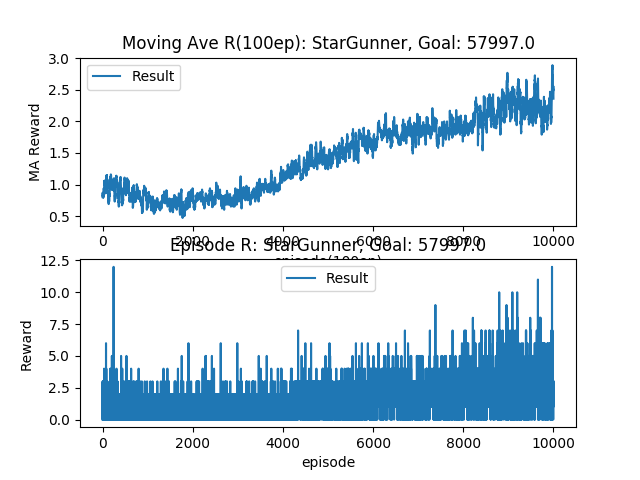 Moving Ave R(100ep): StarGunner, Goal: 57997.0
3.0
2.5
2.0
1.5
1.0
0.5
MA Reward
Result
0 2000 4000 6000 8000 10000
episode(100ep)
Episode R: StarGunner, Goal: 57997.0
12.5
10.0
7.5
5.0
2.5
0.0
Reward
Result
0 2000 4000 6000 8000 10000
episode